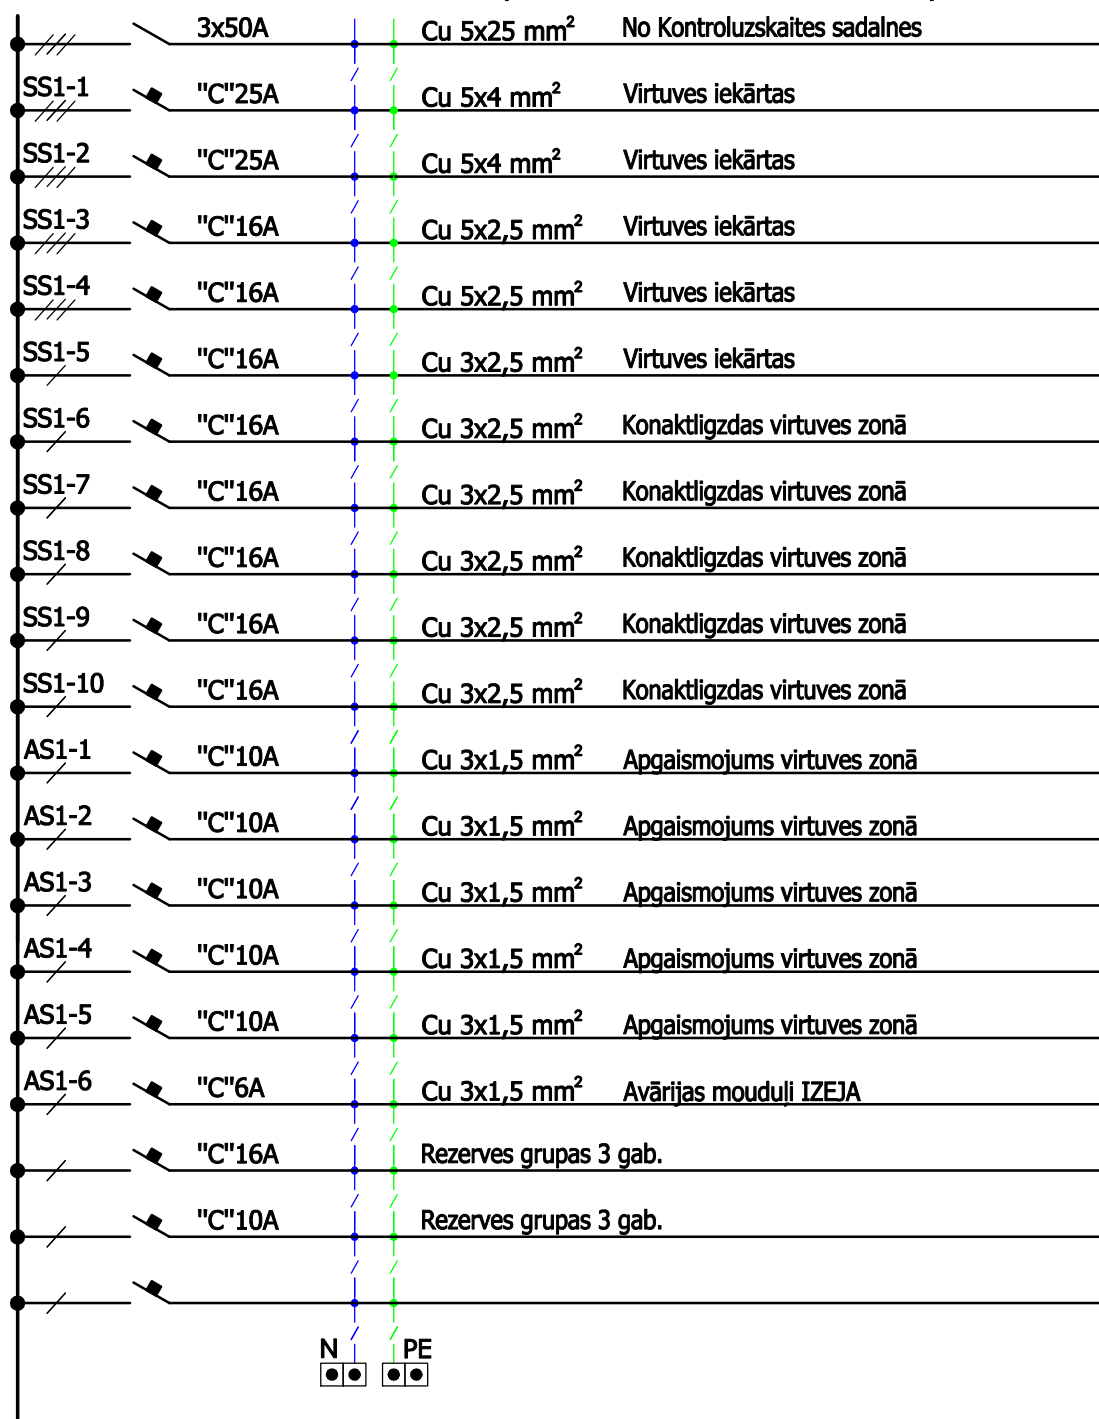 3x50A Cu 5x25 mm² No Kontroluzskaites sadalnes
SS1-1 "C"25A Cu 5x4 mm² Virtuves iekārtas
SS1-2 "C"25A Cu 5x4 mm² Virtuves iekārtas
SS1-3 "C"16A Cu 5x2,5 mm² Virtuves iekārtas
SS1-4 "C"16A Cu 5x2,5 mm² Virtuves iekārtas
SS1-5 "C"16A Cu 3x2,5 mm² Virtuves iekārtas
SS1-6 "C"16A Cu 3x2,5 mm² Konaktligzdas virtuves zonā
SS1-7 "C"16A Cu 3x2,5 mm² Konaktligzdas virtuves zonā
SS1-8 "C"16A Cu 3x2,5 mm² Konaktligzdas virtuves zonā
SS1-9 "C"16A Cu 3x2,5 mm² Konaktligzdas virtuves zonā
SS1-10 "C"16A Cu 3x2,5 mm² Konaktligzdas virtuves zonā
AS1-1 "C"10A Cu 3x1,5 mm² Apgaismojums virtuves zonā
AS1-2 "C"10A Cu 3x1,5 mm² Apgaismojums virtuves zonā
AS1-3 "C"10A Cu 3x1,5 mm² Apgaismojums virtuves zonā
AS1-4 "C"10A Cu 3x1,5 mm² Apgaismojums virtuves zonā
AS1-5 "C"10A Cu 3x1,5 mm² Apgaismojums virtuves zonā
AS1-6 "C"6A Cu 3x1,5 mm² Avārijas mouduļi IZEJA
"C"16A Rezerves grupas 3 gab.
"C"10A Rezerves grupas 3 gab.
N PE